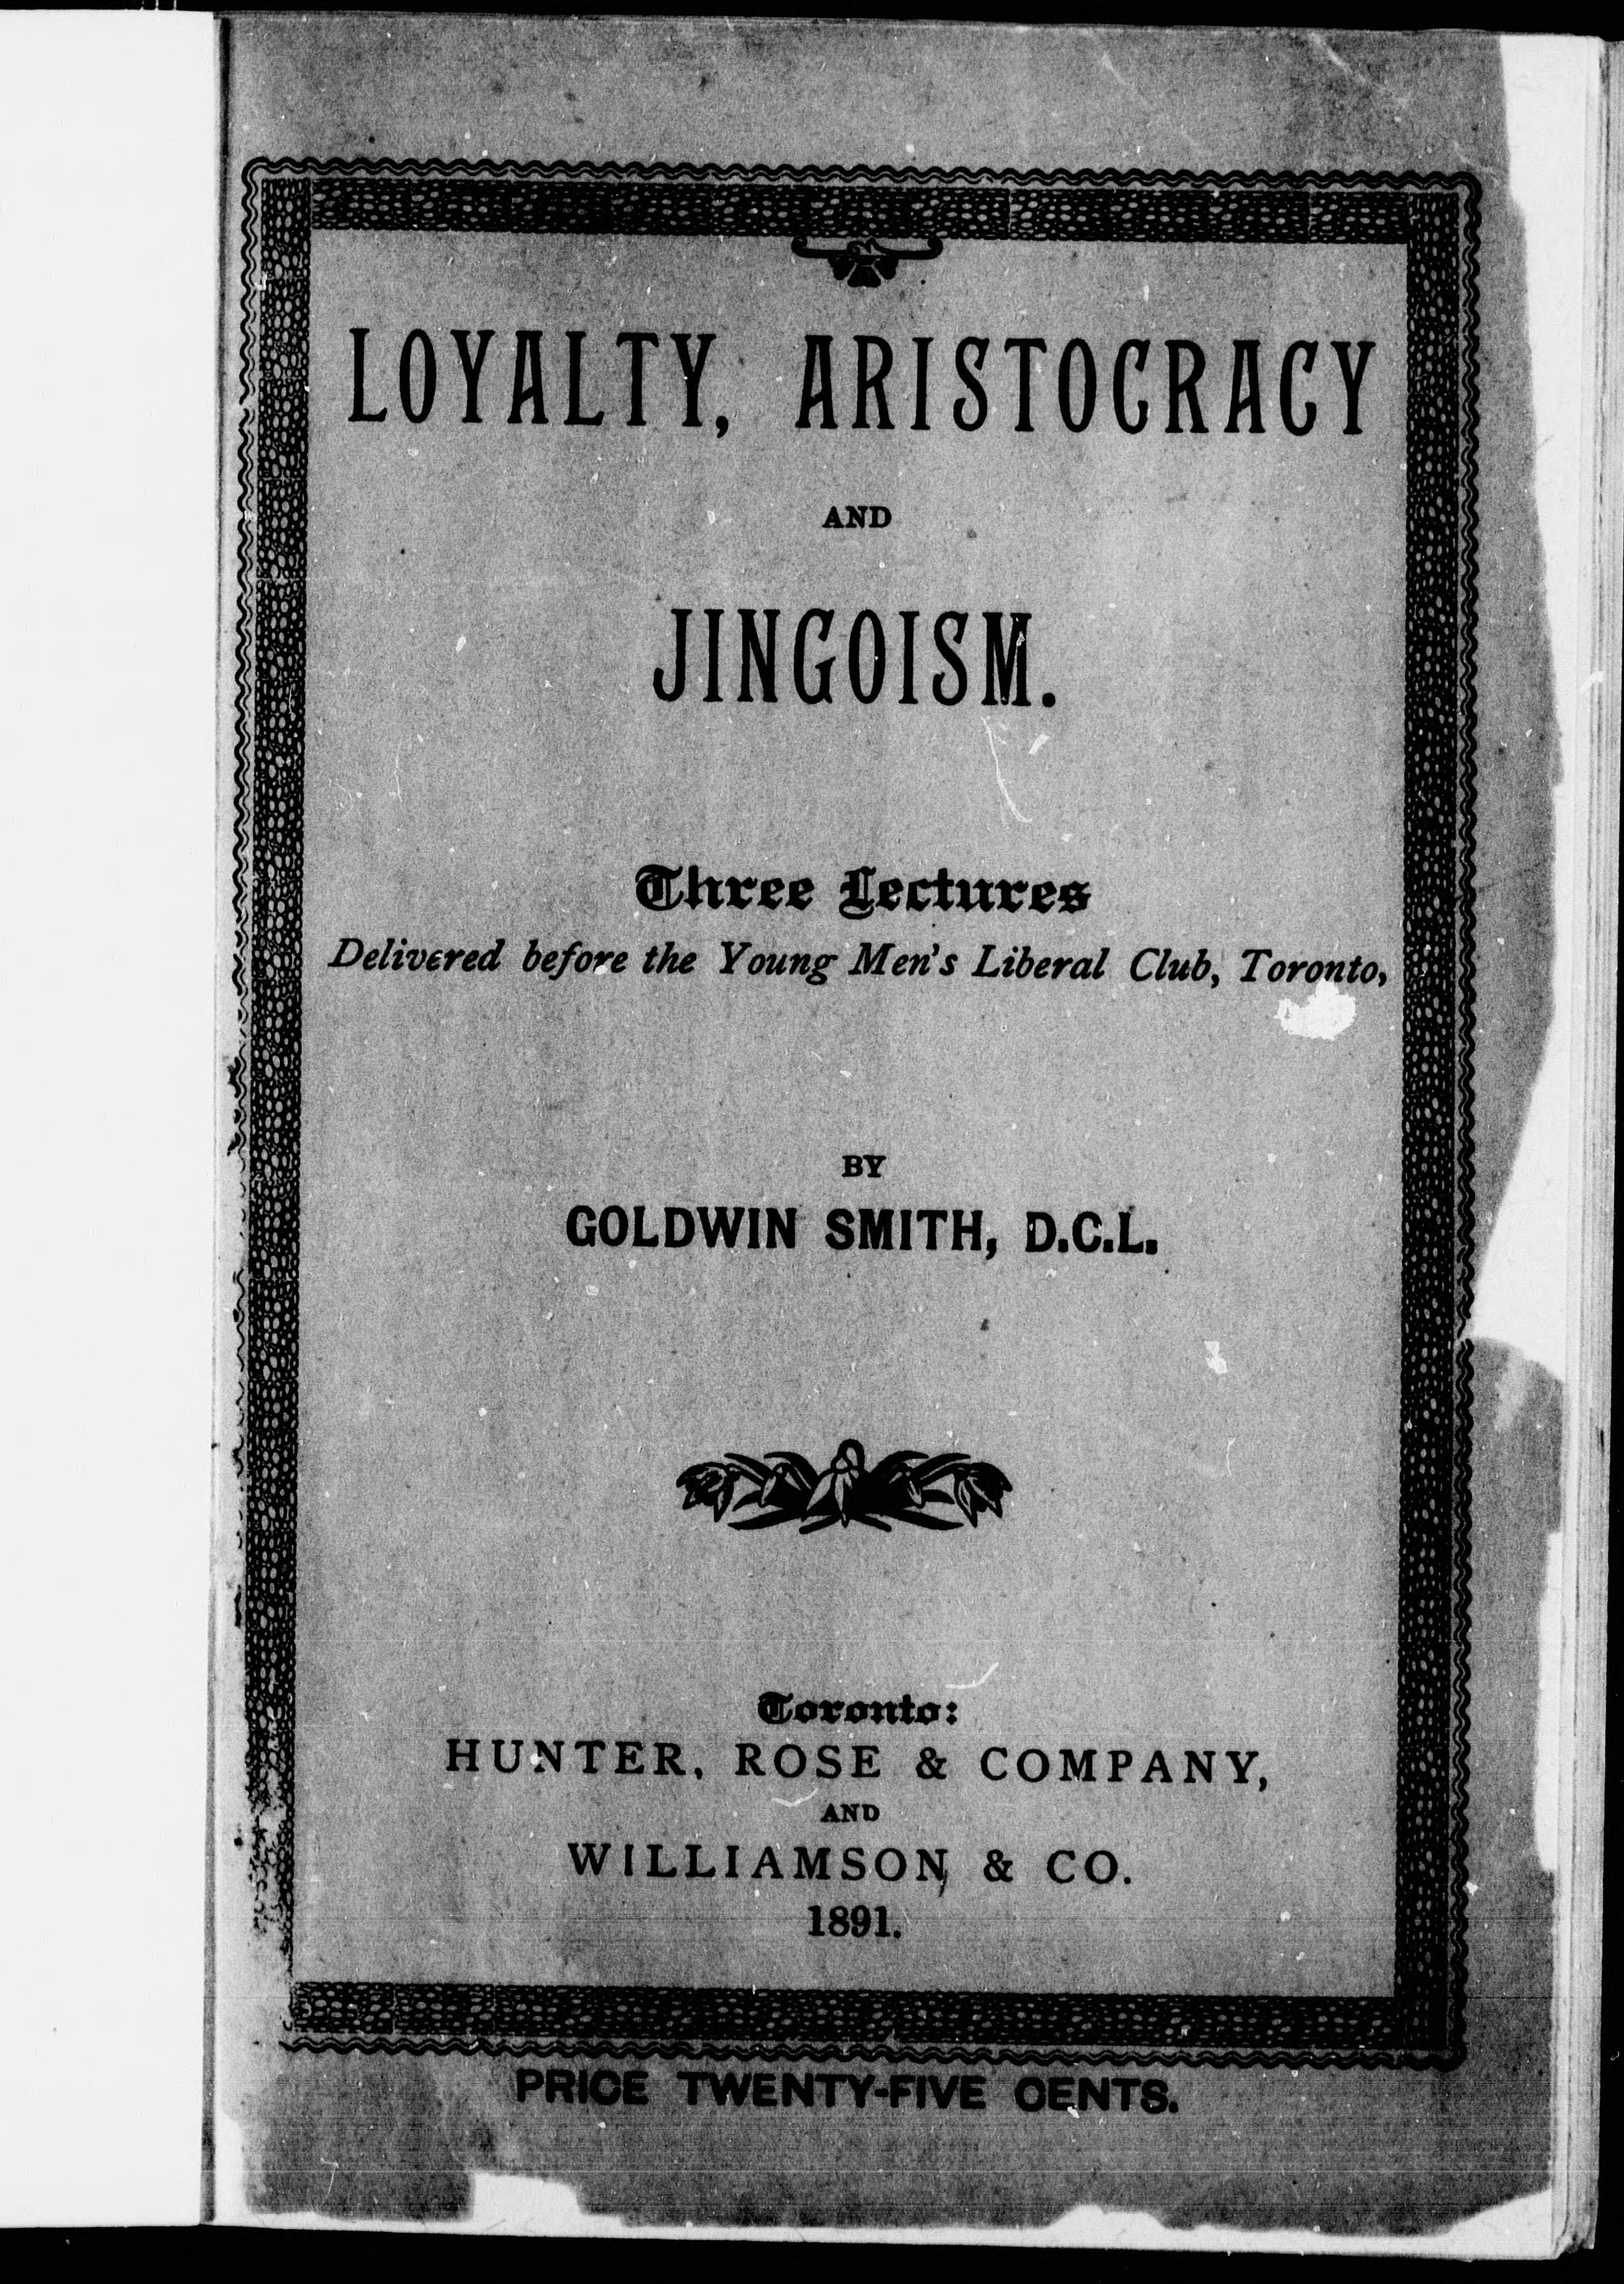 LOYALTY, ARISTOCRACY
AND
JINGOISM.
Three Lectures
Delivered before the Young Men's Liberal Club, Toronto,
BY
GOLDWIN SMITH, D.C.L.
Toronto:
HUNTER, ROSE & COMPANY,
AND
WILLIAMSON & CO.
1891.
PRICE TWENTY-FIVE CENTS.